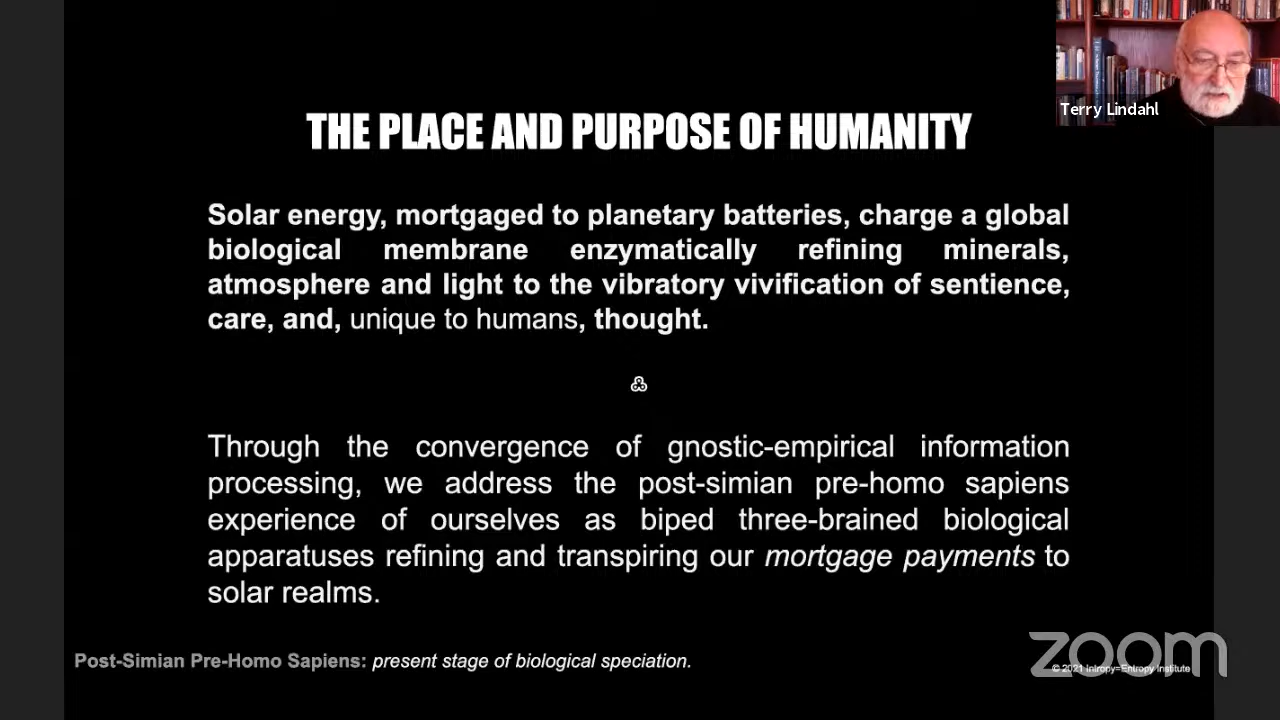 Terry Lindahl
THE PLACE AND PURPOSE OF HUMANITY
Solar energy, mortgaged to planetary batteries, charge a global
biological membrane enzymatically refining minerals,
atmosphere and light to the vibratory vivification of sentience,
care, and, unique to humans, thought.
Through the convergence of gnostic-empirical information
processing, we address the post-simian pre-homo sapiens
experience of ourselves as biped three-brained biological
apparatuses refining and transpiring our mortgage payments to
solar realms.
Post-Simian Pre-Homo Sapiens: present stage of biological speciation.
zoom
© 2021 Intropy=Entropy Institute